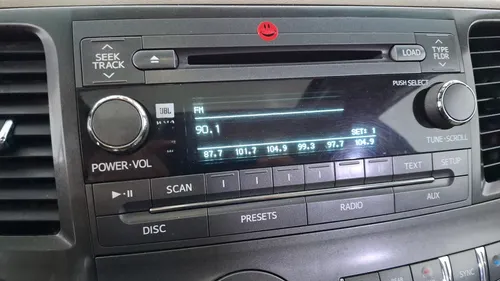 SEEK
TRACK
LOAD
TYPE
FLDR
PUSH SELECT
JBL
FM
90.1
SET: 1
87.7 101.7 104.9 99.3 97.7 104.9
POWER·VOL
TUNE·SCROLL
SCAN
TEXT
SETUP
DISC
PRESETS
RADIO
AUX